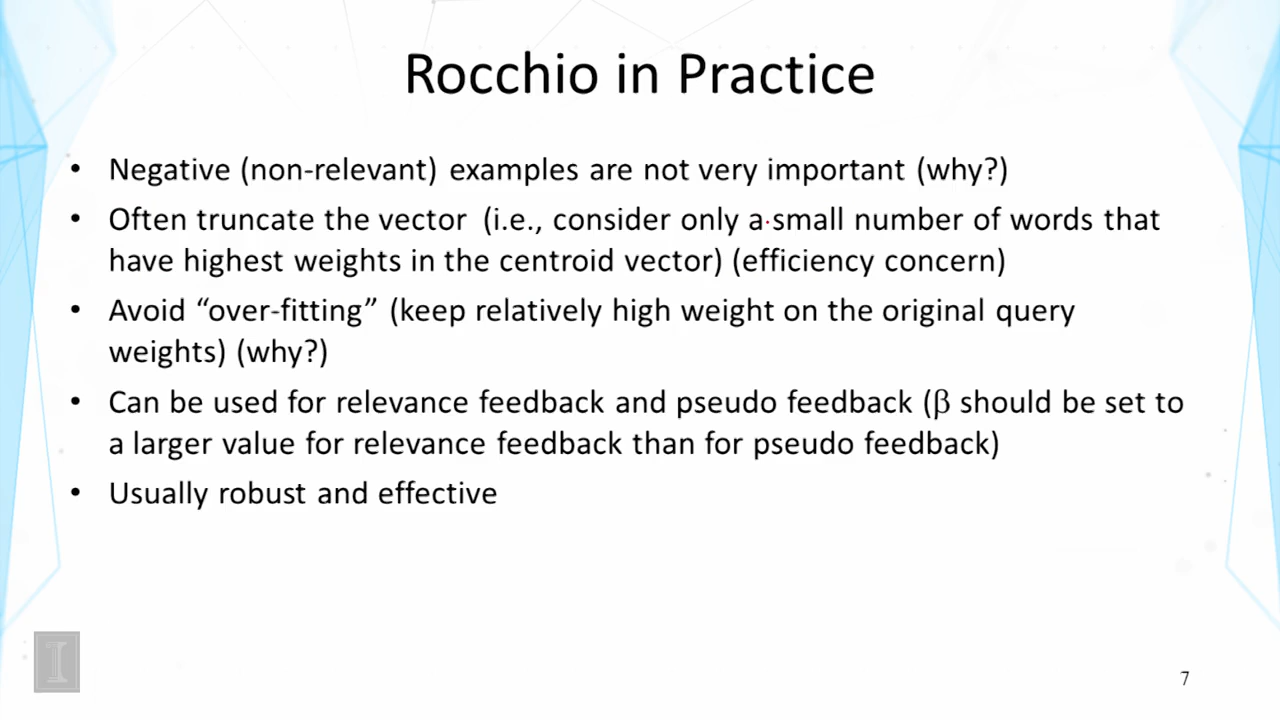 Rocchio in Practice
• Negative (non-relevant) examples are not very important (why?)
• Often truncate the vector (i.e., consider only a small number of words that
have highest weights in the centroid vector) (efficiency concern)
• Avoid “over-fitting” (keep relatively high weight on the original query
weights) (why?)
• Can be used for relevance feedback and pseudo feedback (β should be set to
a larger value for relevance feedback than for pseudo feedback)
• Usually robust and effective
I
7